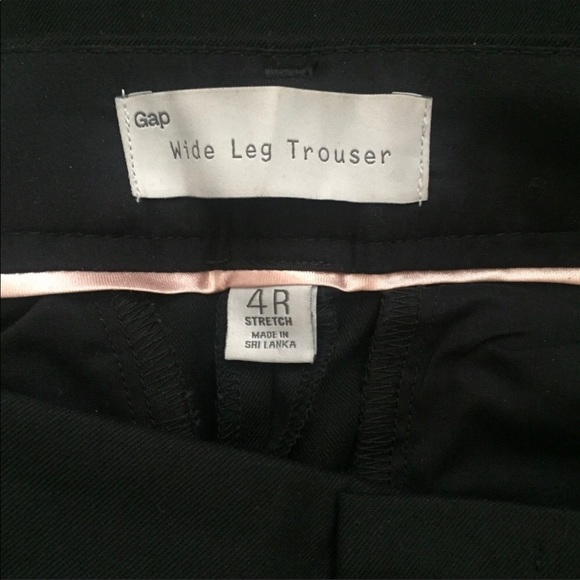 Gap
Wide Leg Trouser
4R
STRETCH
MADE IN
SRI LANKA